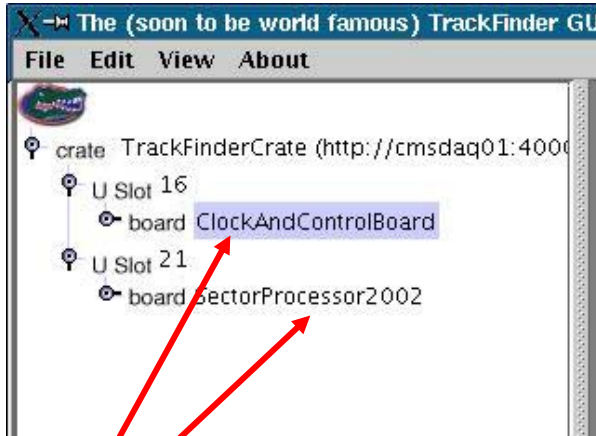 The (soon to be world famous) TrackFinder GU
File Edit View About
crate TrackFinderCrate (http://cmsdaq01:400
U Slot 16
board ClockAndControlBoard
U Slot 21
board SectorProcessor2002